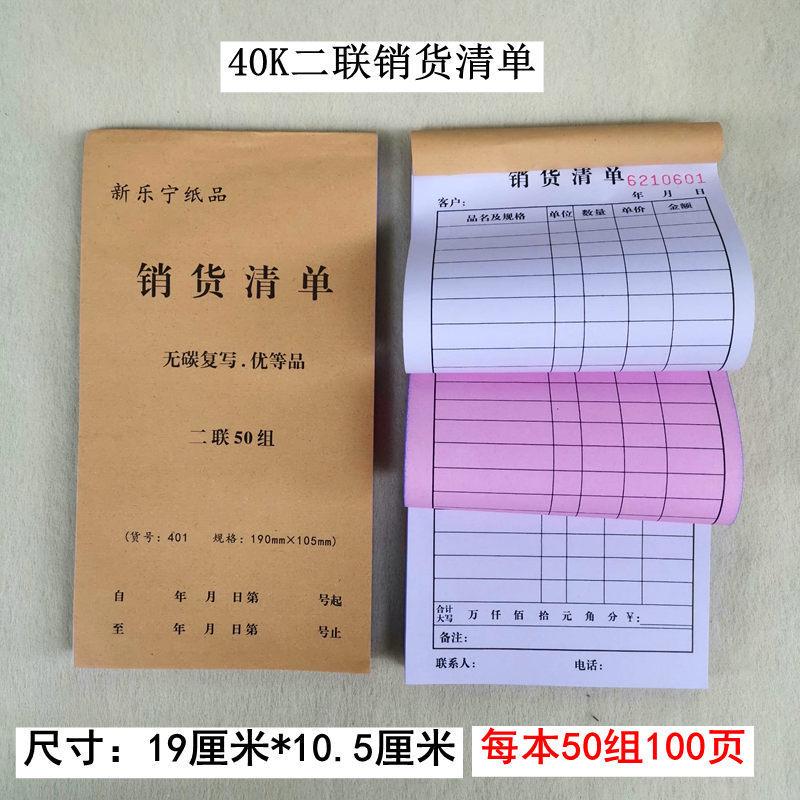 40K二联销货清单
新乐宁纸品
销货清单
无碳复写.优等品
二联50组
(货号:401 规格:190mm×105mm)
自 年 月 日第 号起
至 年 月 日第 号止
销货清单 6210601
客户: 年 月 日
品名及规格 单位 数量 单价 金额
合计大写 万 仟 佰 拾 元 角 分 ¥:
备注:
联系人: 电话:
尺寸：19厘米*10.5厘米
每本50组100页